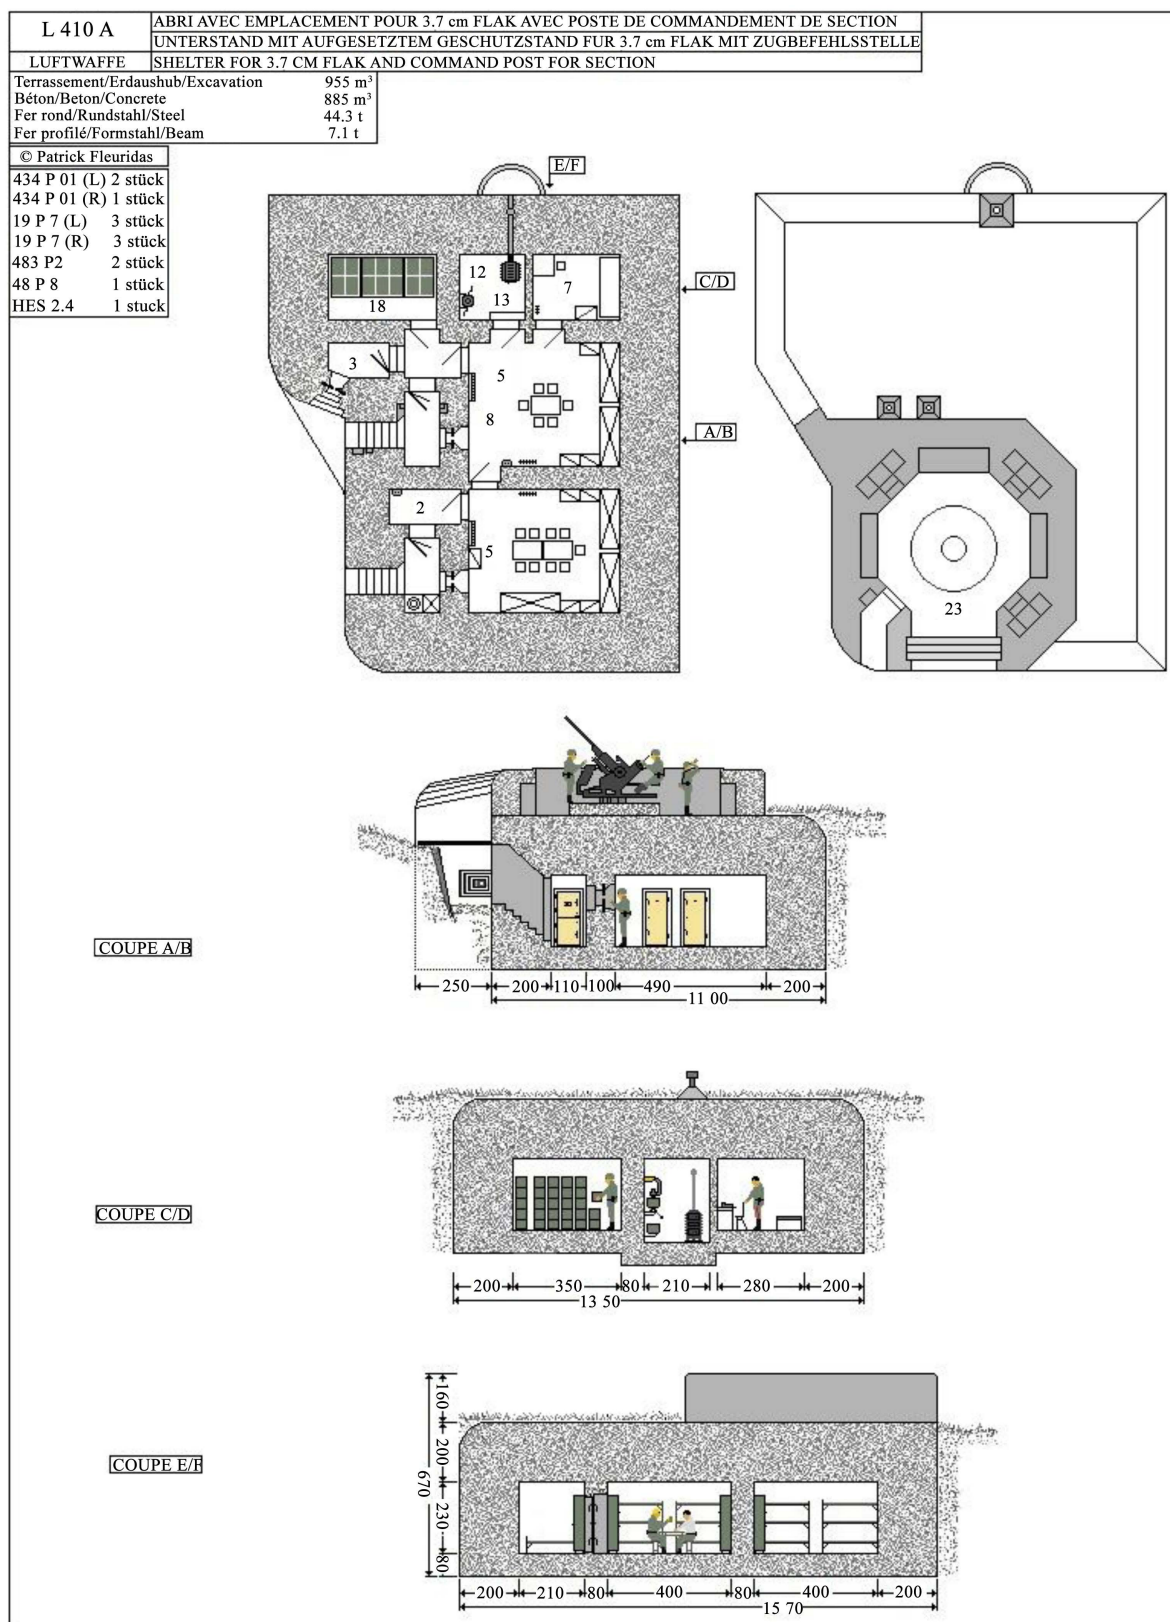 L 410 A
LUFTWAFFE
ABRI AVEC EMPLACEMENT POUR 3.7 cm FLAK AVEC POSTE DE COMMANDEMENT DE SECTION
UNTERSTAND MIT AUFGESETZTEM GESCHUTZSTAND FUR 3.7 cm FLAK MIT ZUGBEFEHLSSTELLE
SHELTER FOR 3.7 CM FLAK AND COMMAND POST FOR SECTION
Terrassement/Erdaushub/Excavation 955 m³
Béton/Beton/Concrete 885 m³
Fer rond/Rundstahl/Steel 44.3 t
Fer profilé/Formstahl/Beam 7.1 t
© Patrick Fleuridas
434 P 01 (L) 2 stück
434 P 01 (R) 1 stück
19 P 7 (L) 3 stück
19 P 7 (R) 3 stück
483 P2 2 stück
48 P 8 1 stück
HES 2.4 1 stuck
E/F
C/D
A/B
12
13
7
18
3
5
8
2
5
23
COUPE A/B
250 200 110 100 490 200
11 00
COUPE C/D
200 350 80 210 280 200
13 50
COUPE E/F
160
200
230
80
670
200 210 80 400 80 400 200
15 70